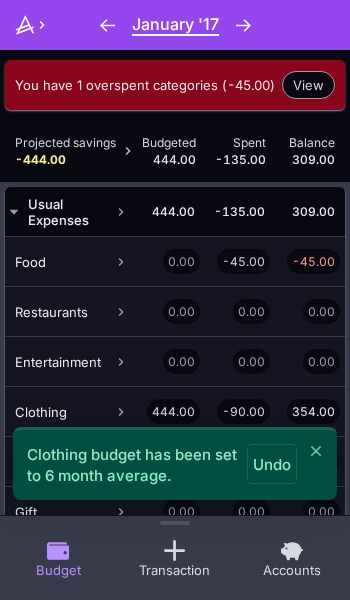 January '17
You have 1 overspent categories (-45.00) View
Projected savings Budgeted Spent Balance
-444.00 444.00 -135.00 309.00
Usual
Expenses 444.00 -135.00 309.00
Food 0.00 -45.00 -45.00
Restaurants 0.00 0.00 0.00
Entertainment 0.00 0.00 0.00
Clothing 444.00 -90.00 354.00
Clothing budget has been set
to 6 month average. Undo
Gift 0.00 0.00 0.00
Budget Transaction Accounts